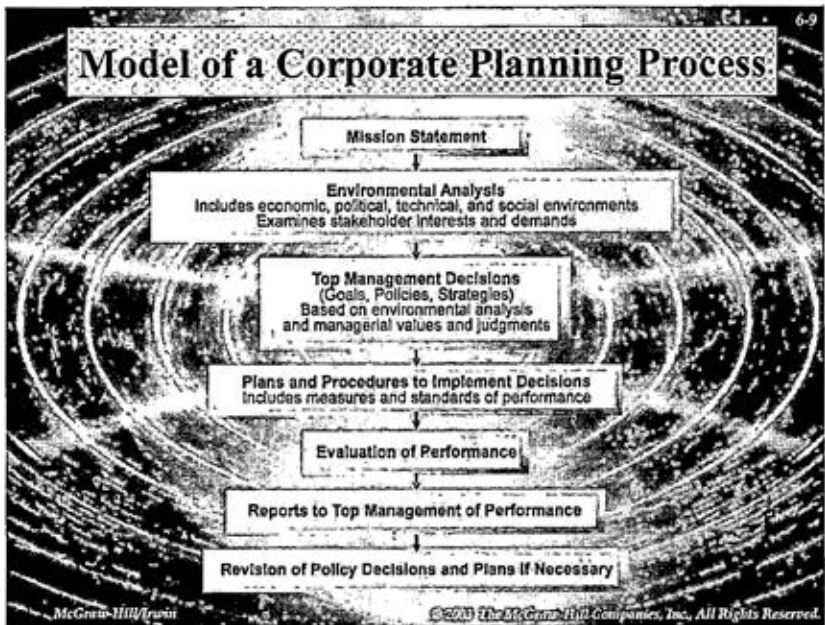 6-9
Model of a Corporate Planning Process
Mission Statement
Environmental Analysis
Includes economic, political, technical, and social environments
Examines stakeholder interests and demands
Top Management Decisions
(Goals, Policies, Strategies)
Based on environmental analysis
and managerial values and judgments
Plans and Procedures to Implement Decisions
Includes measures and standards of performance
Evaluation of Performance
Reports to Top Management of Performance
Revision of Policy Decisions and Plans if Necessary
McGraw-Hill/Irwin
© 2003 The McGraw-Hill Companies, Inc., All Rights Reserved.